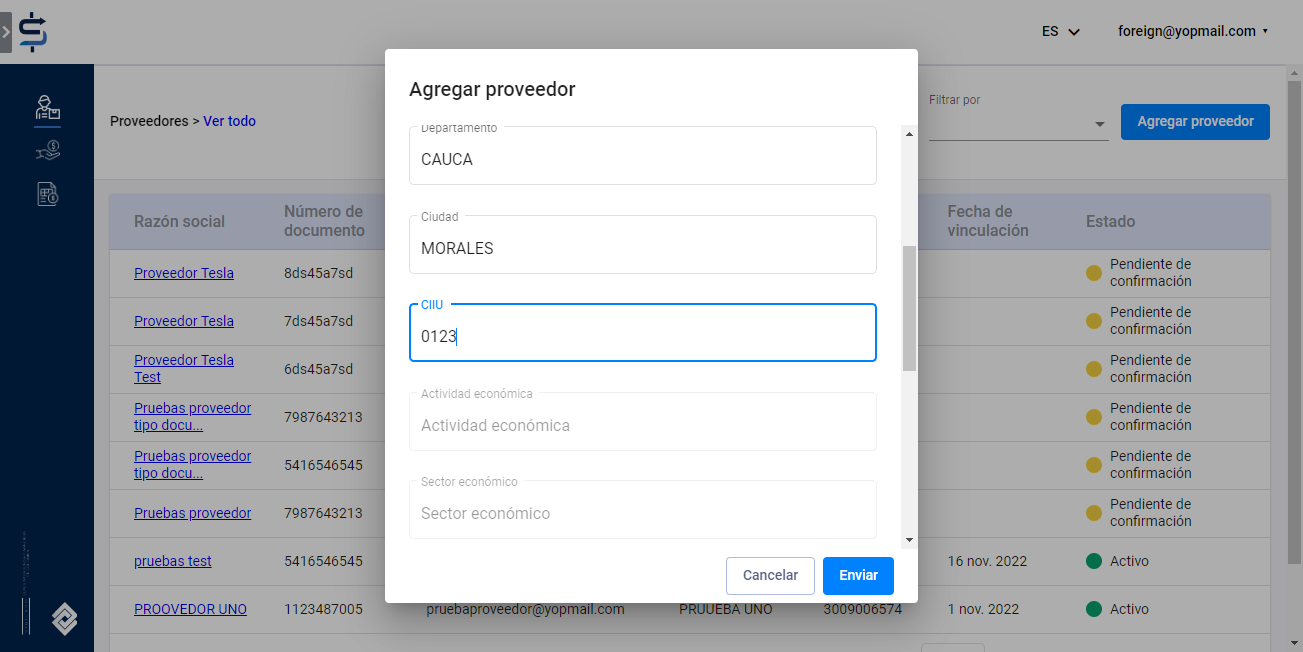 ES
foreign@yopmail.com
Proveedores > Ver todo
Filtrar por
Agregar proveedor
Agregar proveedor
Departamento
CAUCA
Ciudad
MORALES
CIIU
0123
Actividad económica
Actividad económica
Sector económico
Sector económico
Cancelar
Enviar
Razón social
Número de
documento
Fecha de
vinculación
Estado
Proveedor Tesla
8ds45a7sd
Pendiente de
confirmación
Proveedor Tesla
7ds45a7sd
Pendiente de
confirmación
Proveedor Tesla
Test
6ds45a7sd
Pendiente de
confirmación
Pruebas proveedor
tipo docu...
7987643213
Pendiente de
confirmación
Pruebas proveedor
tipo docu...
5416546545
Pendiente de
confirmación
Pruebas proveedor
7987643213
Pendiente de
confirmación
pruebas test
5416546545
16 nov. 2022
Activo
PROOVEDOR UNO
1123487005
pruebaproveedor@yopmail.com
PRUUEBA UNO
3009006574
1 nov. 2022
Activo